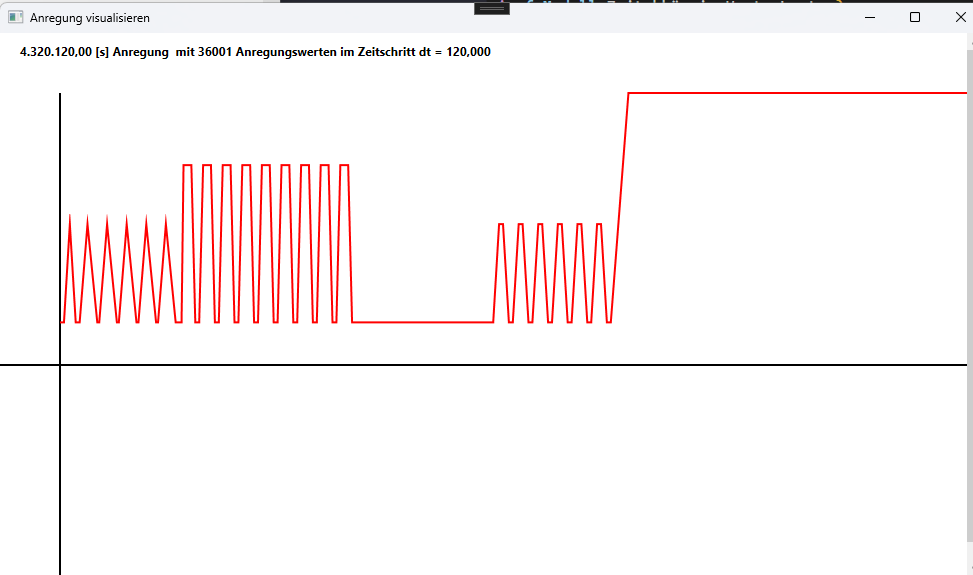 Anregung visualisieren
4.320.120,00 [s] Anregung  mit 36001 Anregungswerten im Zeitschritt dt = 120,000